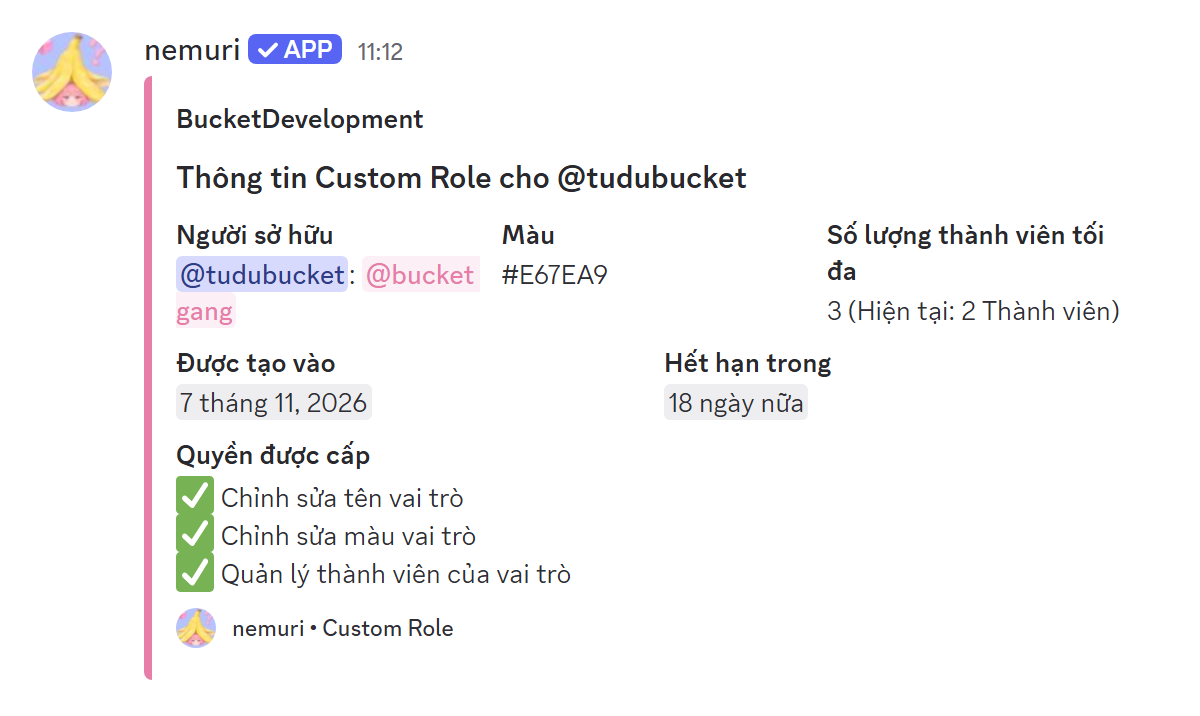 nemuri ✓ APP 11:12
BucketDevelopment
Thông tin Custom Role cho @tudubucket
Người sở hữu
@tudubucket: @bucket
gang
Màu
#E67EA9
Số lượng thành viên tối
đa
3 (Hiện tại: 2 Thành viên)
Được tạo vào
7 tháng 11, 2026
Hết hạn trong
18 ngày nữa
Quyền được cấp
✅ Chỉnh sửa tên vai trò
✅ Chỉnh sửa màu vai trò
✅ Quản lý thành viên của vai trò
nemuri • Custom Role